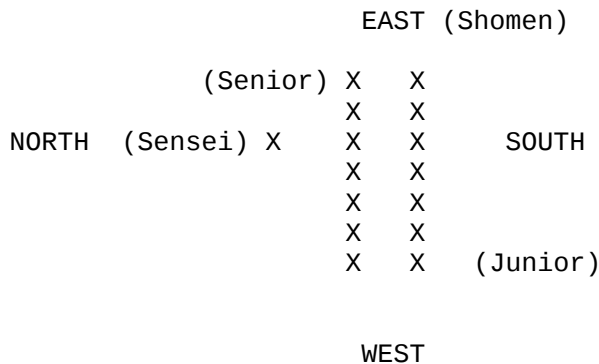 EAST (Shomen)
(Senior) X X
X X
NORTH (Sensei) X X X SOUTH
X X
X X
X X
X X (Junior)
WEST